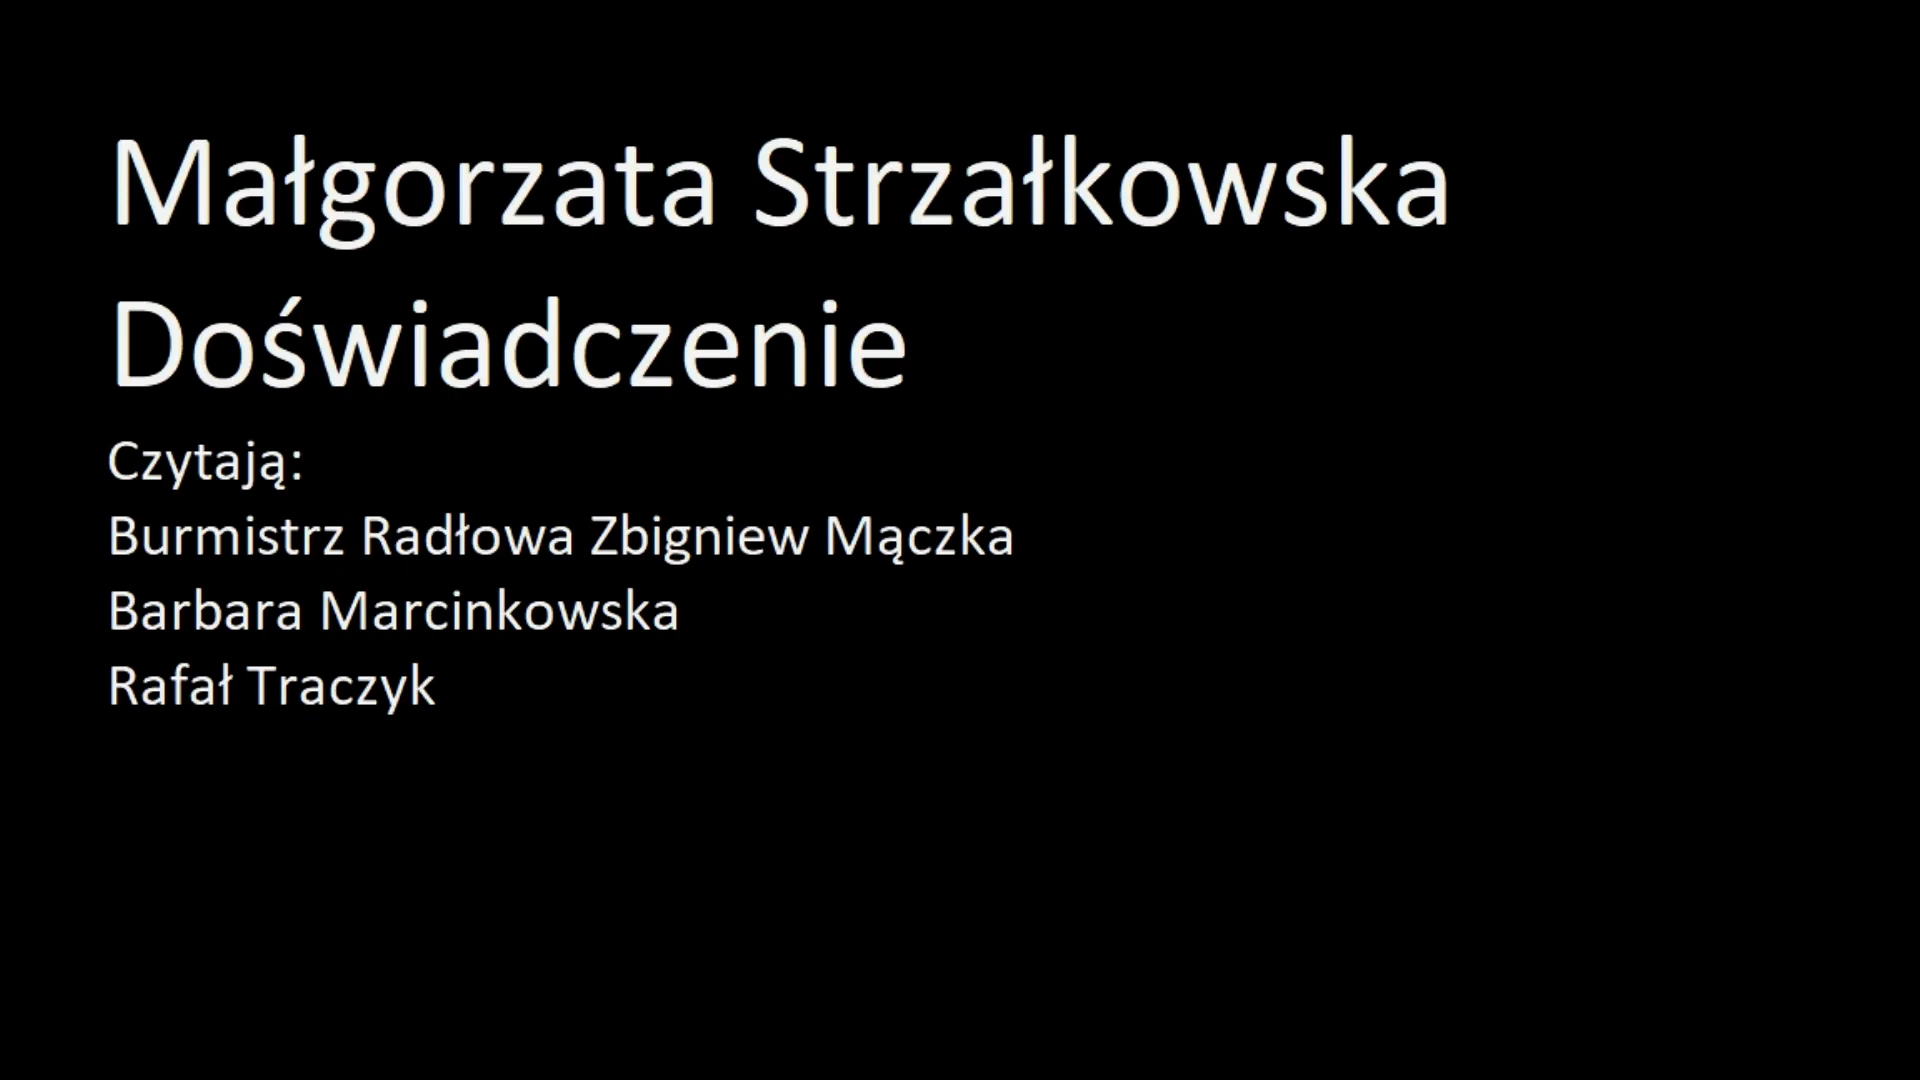 Małgorzata Strzałkowska
Doświadczenie
Czytają:
Burmistrz Radłowa Zbigniew Mączka
Barbara Marcinkowska
Rafał Traczyk